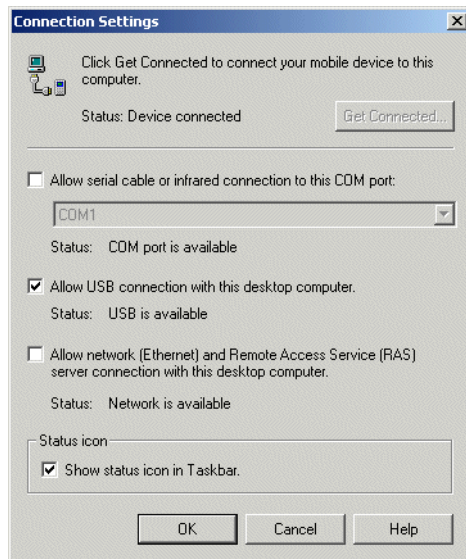 Connection Settings
Click Get Connected to connect your mobile device to this
computer.
Status: Device connected
Get Connected...
Allow serial cable or infrared connection to this COM port:
COM1
Status: COM port is available
Allow USB connection with this desktop computer.
Status: USB is available
Allow network (Ethernet) and Remote Access Service (RAS)
server connection with this desktop computer.
Status: Network is available
Status icon
Show status icon in Taskbar.
OK
Cancel
Help